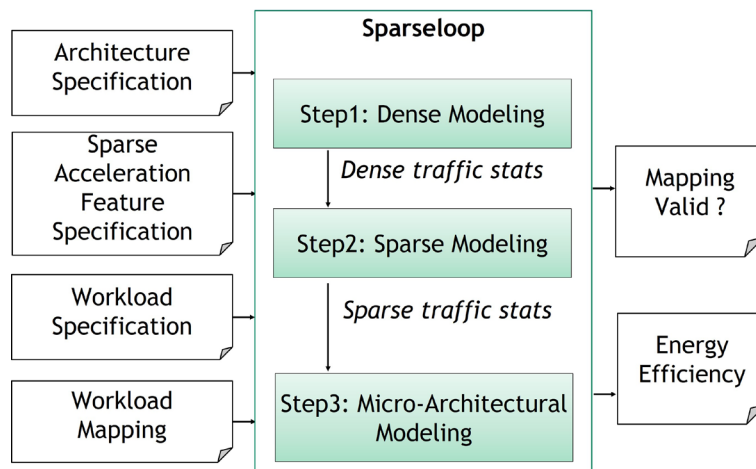 Architecture
Specification
Sparse
Acceleration
Feature
Specification
Workload
Specification
Workload
Mapping
Sparseloop
Step1: Dense Modeling
Dense traffic stats
Step2: Sparse Modeling
Sparse traffic stats
Step3: Micro-Architectural
Modeling
Mapping
Valid ?
Energy
Efficiency